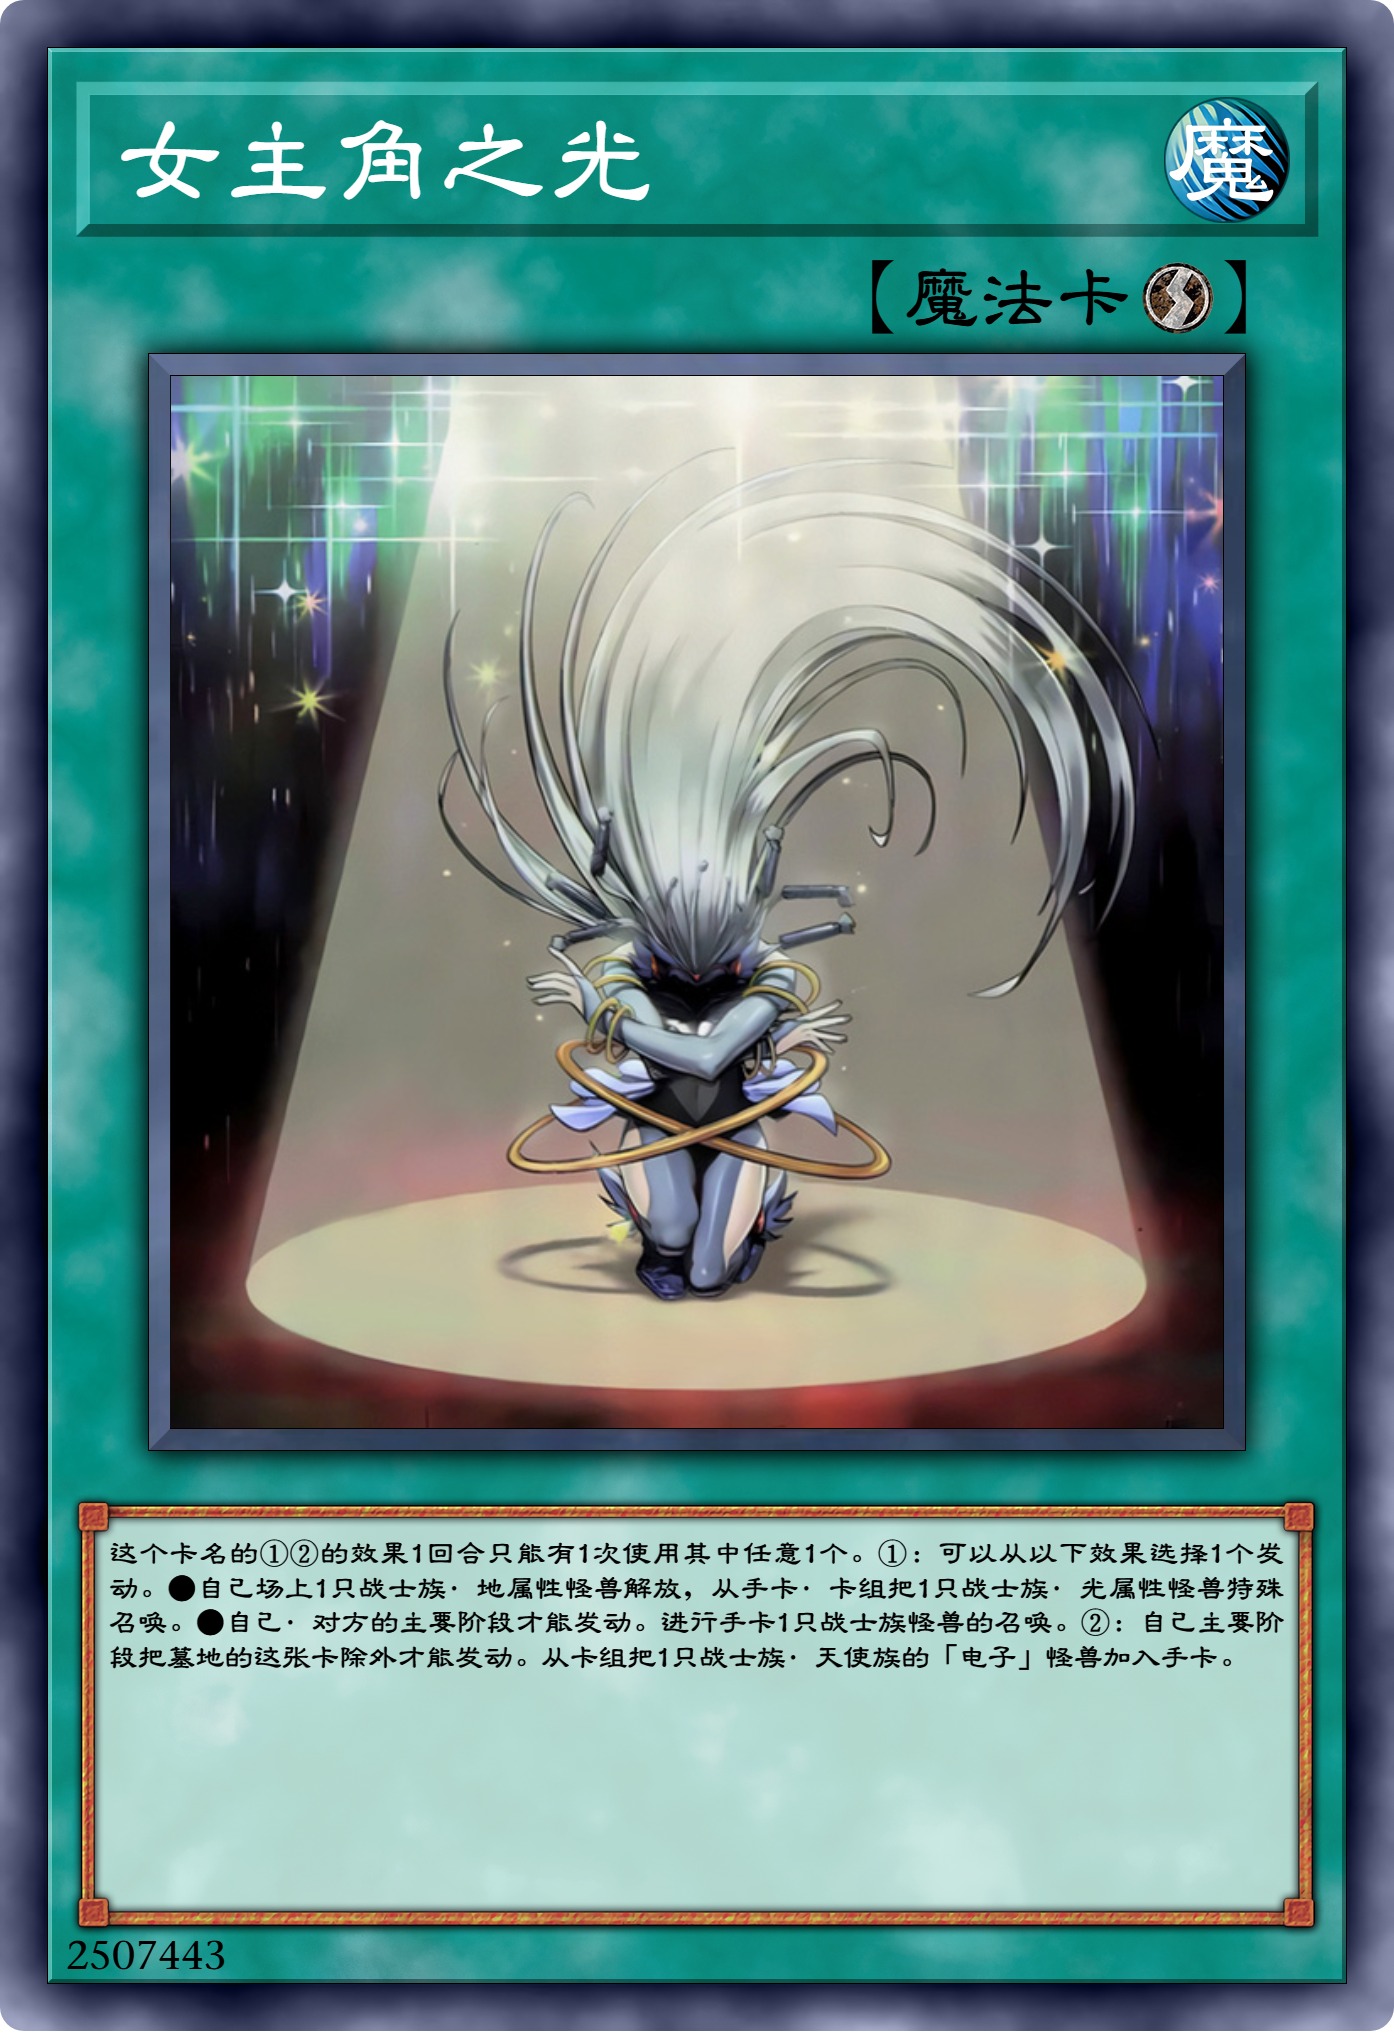 女主角之光
魔
【魔法卡】
这个卡名的①②的效果1回合只能有1次使用其中任意1个。①：可以从以下效果选择1个发
动。●自己场上1只战士族·地属性怪兽解放，从手卡·卡组把1只战士族·光属性怪兽特殊
召唤。●自己·对方的主要阶段才能发动。进行手卡1只战士族怪兽的召唤。②：自己主要阶
段把墓地的这张卡除外才能发动。从卡组把1只战士族·天使族的「电子」怪兽加入手卡。
2507443